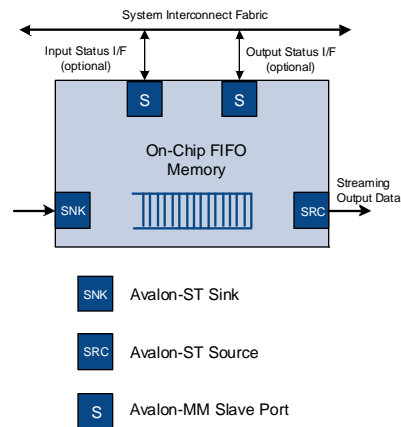 System Interconnect Fabric
Input Status I/F
(optional)
Output Status I/F
(optional)
S
S
On-Chip FIFO
Memory
Streaming
Output Data
SNK
SRC
SNK
Avalon-ST Sink
SRC
Avalon-ST Source
S
Avalon-MM Slave Port